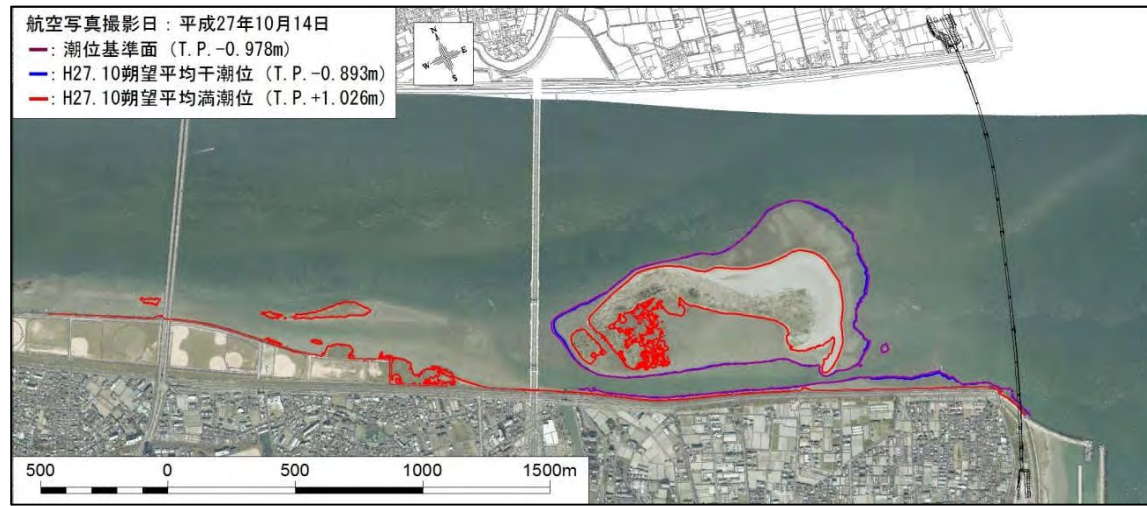 航空写真撮影日：平成27年10月14日
：潮位基準面（T.P.-0.978m）
：H27.10朔望平均干潮位（T.P.-0.893m）
：H27.10朔望平均満潮位（T.P.+1.026m）
N
E
W
S
500 0 500 1000 1500m